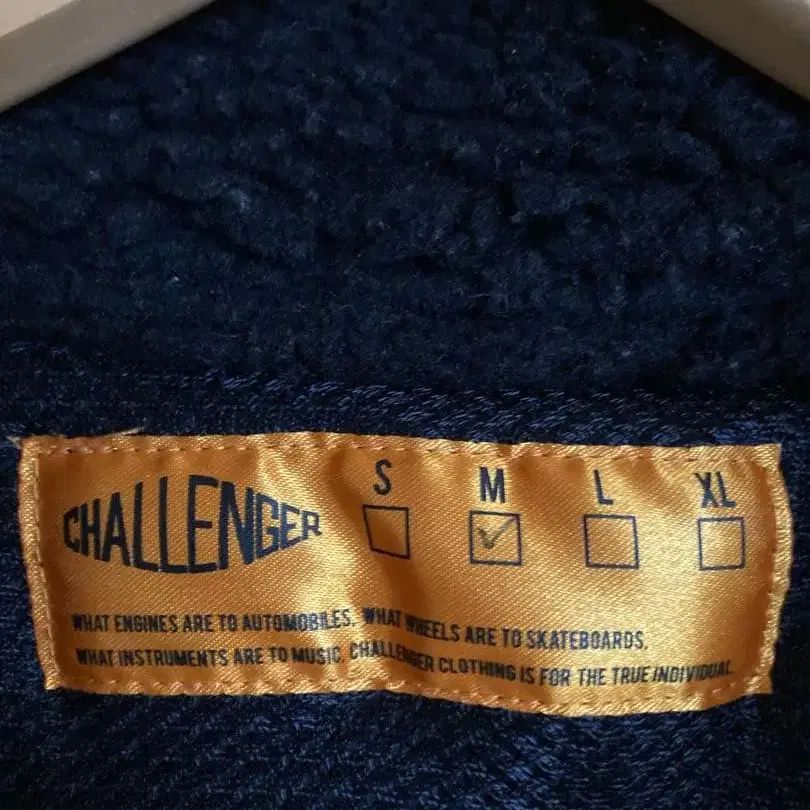 CHALLENGER
S M L XL
WHAT ENGINES ARE TO AUTOMOBILES. WHAT WHEELS ARE TO SKATEBOARDS,
WHAT INSTRUMENTS ARE TO MUSIC. CHALLENGER CLOTHING IS FOR THE TRUE INDIVIDUAL